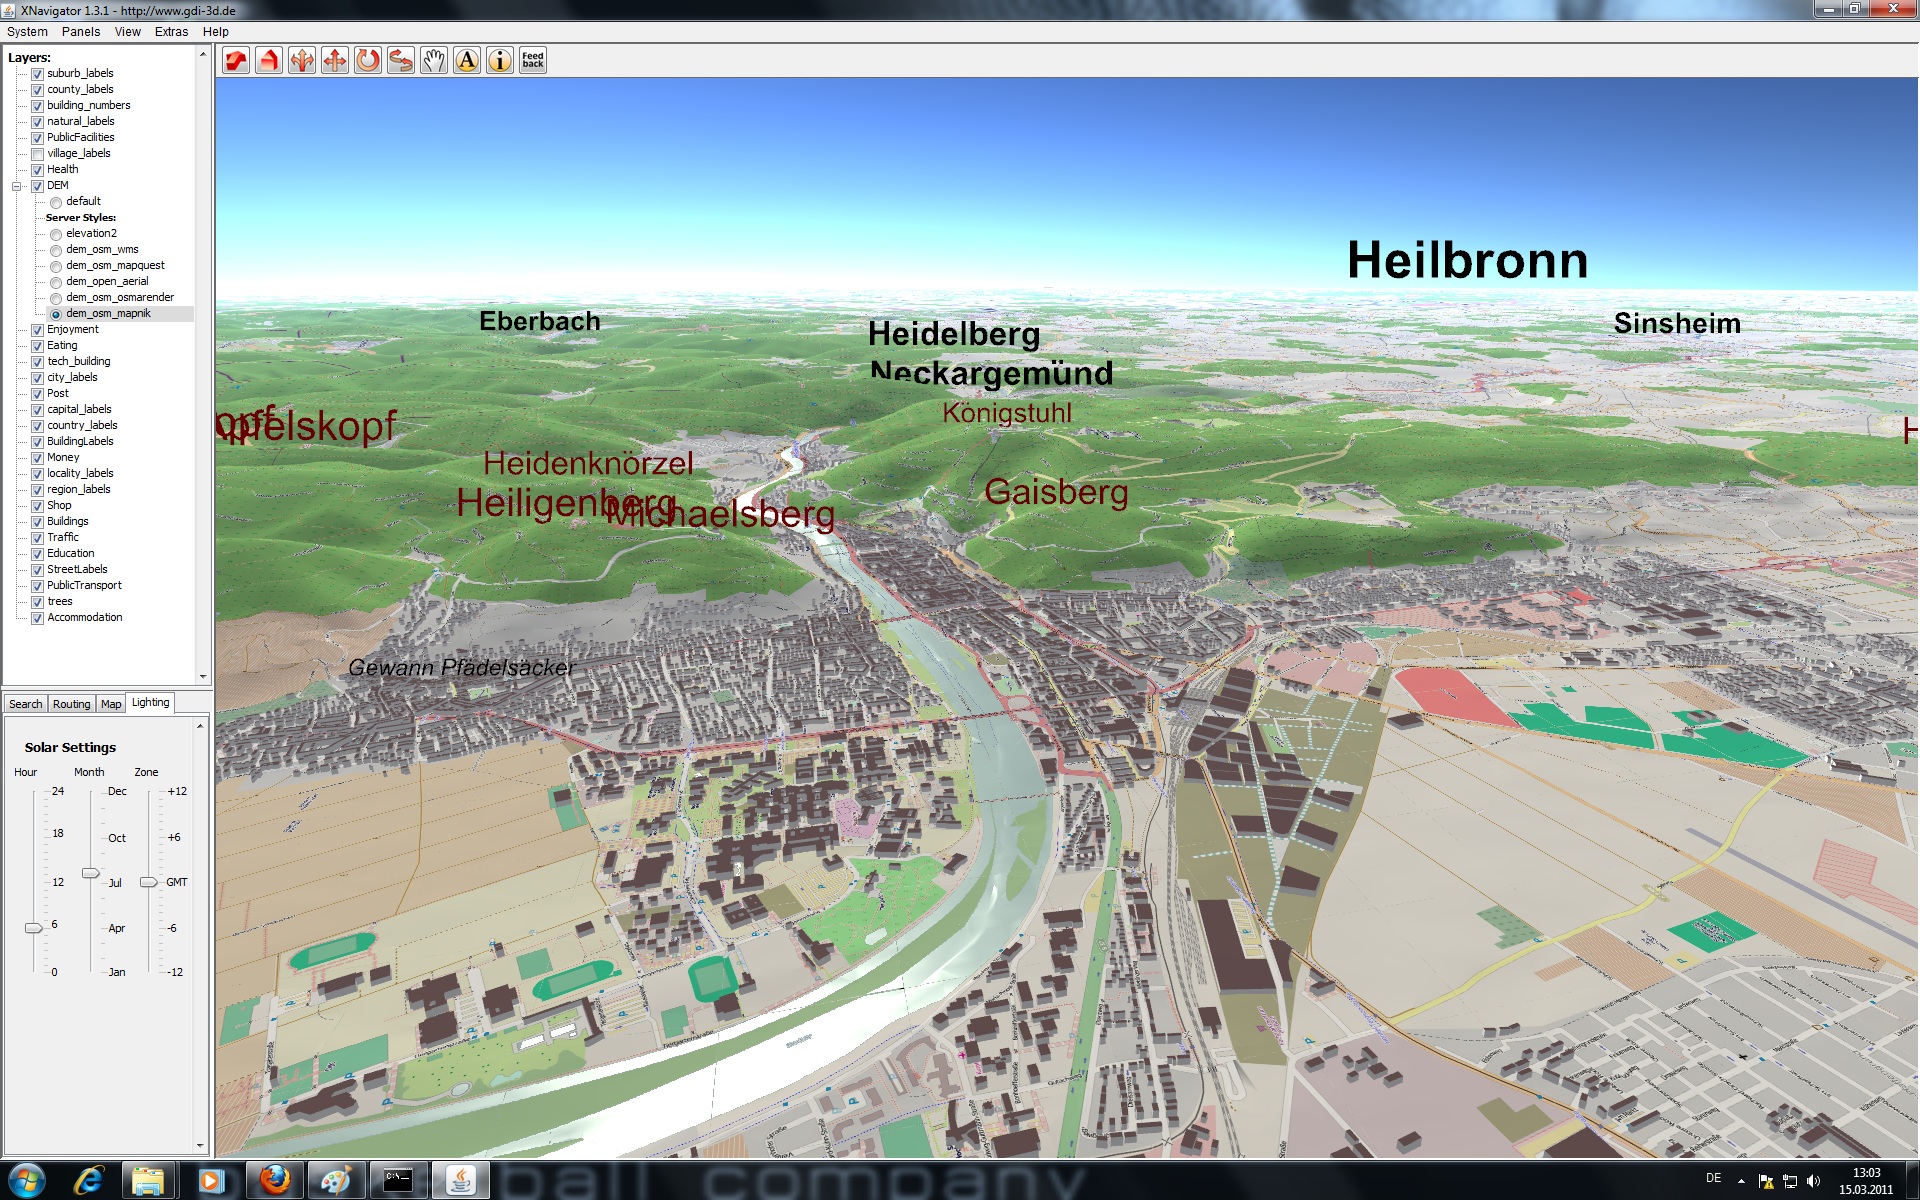 XNavigator 1.3.1 - http://www.gdi-3d.de
System Panels View Extras Help
Layers:
suburb_labels
county_labels
building_numbers
natural_labels
PublicFacilities
village_labels
Health
DEM
default
Server Styles:
elevation2
dem_osm_wms
dem_osm_mapquest
dem_open_aerial
dem_osm_osmarender
dem_osm_mapnik
Enjoyment
Eating
tech_building
city_labels
Post
capital_labels
country_labels
BuildingLabels
Money
locality_labels
region_labels
Shop
Buildings
Traffic
Education
StreetLabels
PublicTransport
trees
Accommodation
Search Routing Map Lighting
Solar Settings
Hour Month Zone
24 Dec +12
18 Oct +6
12 Jul GMT
6 Apr -6
0 Jan -12
A i Feed back
Heilbronn
Eberbach
Heidelberg
Sinsheim
Neckargemünd
Königstuhl
pfelskopf
Heidenknörzel
Heiligenberg
Michaelsberg
Gaisberg
Gewann Pfädelsäcker
C:\_
ball company
DE
13:03
15.03.2011